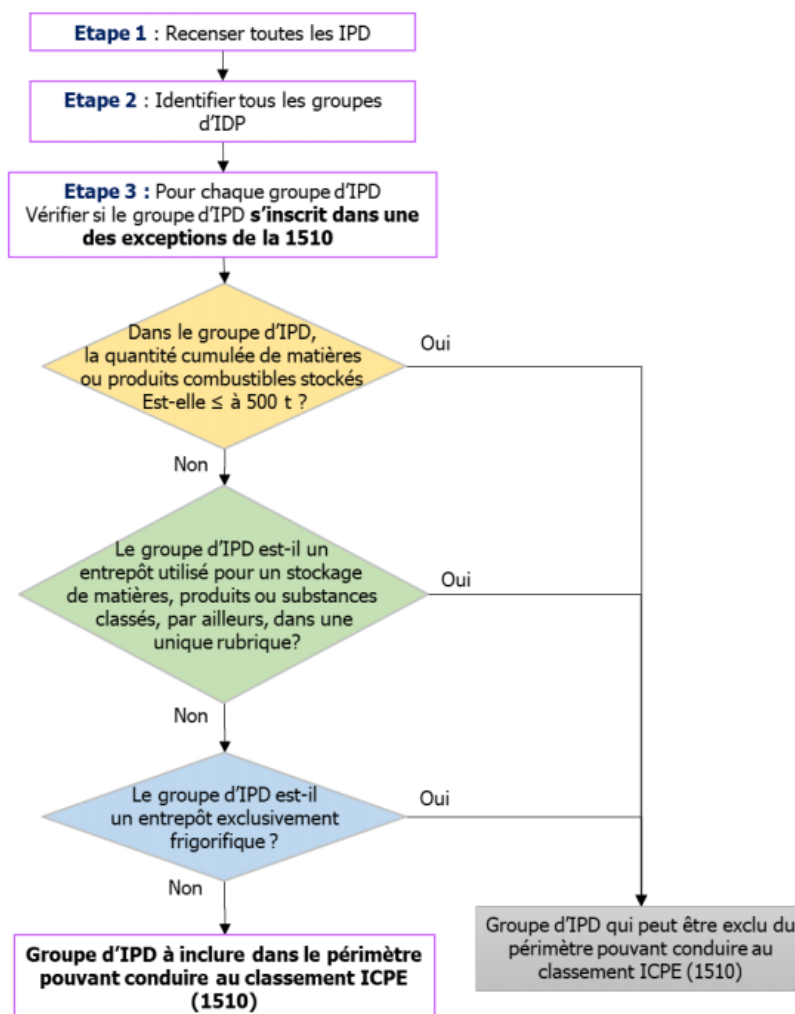 Etape 1 : Recenser toutes les IPD
Etape 2 : Identifier tous les groupes
d'IDP
Etape 3 : Pour chaque groupe d'IPD
Vérifier si le groupe d'IPD s'inscrit dans une
des exceptions de la 1510
Dans le groupe d'IPD,
la quantité cumulée de matières
ou produits combustibles stockés
Est-elle ≤ à 500 t ?
Oui
Non
Le groupe d'IPD est-il un
entrepôt utilisé pour un stockage
de matières, produits ou substances
classés, par ailleurs, dans une
unique rubrique?
Oui
Non
Le groupe d'IPD est-il
un entrepôt exclusivement
frigorifique ?
Oui
Non
Groupe d'IPD à inclure dans le périmètre
pouvant conduire au classement ICPE
(1510)
Groupe d'IPD qui peut être exclu du
périmètre pouvant conduire au
classement ICPE (1510)